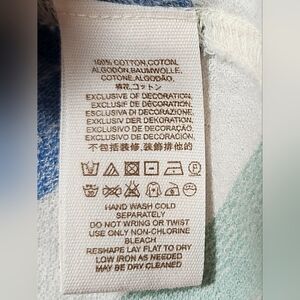 100% COTTON,COTON,
ALGODÓN,BAUMWOLLE,
COTONE,ALGODÃO,
棉花,コットン
EXCLUSIVE OF DECORATION,
EXCLUSIF DE DÉCORATION,
ESCLUSIVA DI DECORAZIONE,
EXKLUSIV DER DEKORATION,
EXCLUSIVO DE DECORAÇÃO,
EXCLUSIVO DE DECORACIÓN,
不包括装修,装飾排他的
HAND WASH COLD
SEPARATELY
DO NOT WRING OR TWIST
USE ONLY NON-CHLORINE
BLEACH
RESHAPE LAY FLAT TO DRY
LOW IRON AS NEEDED
MAY BE DRY CLEANED